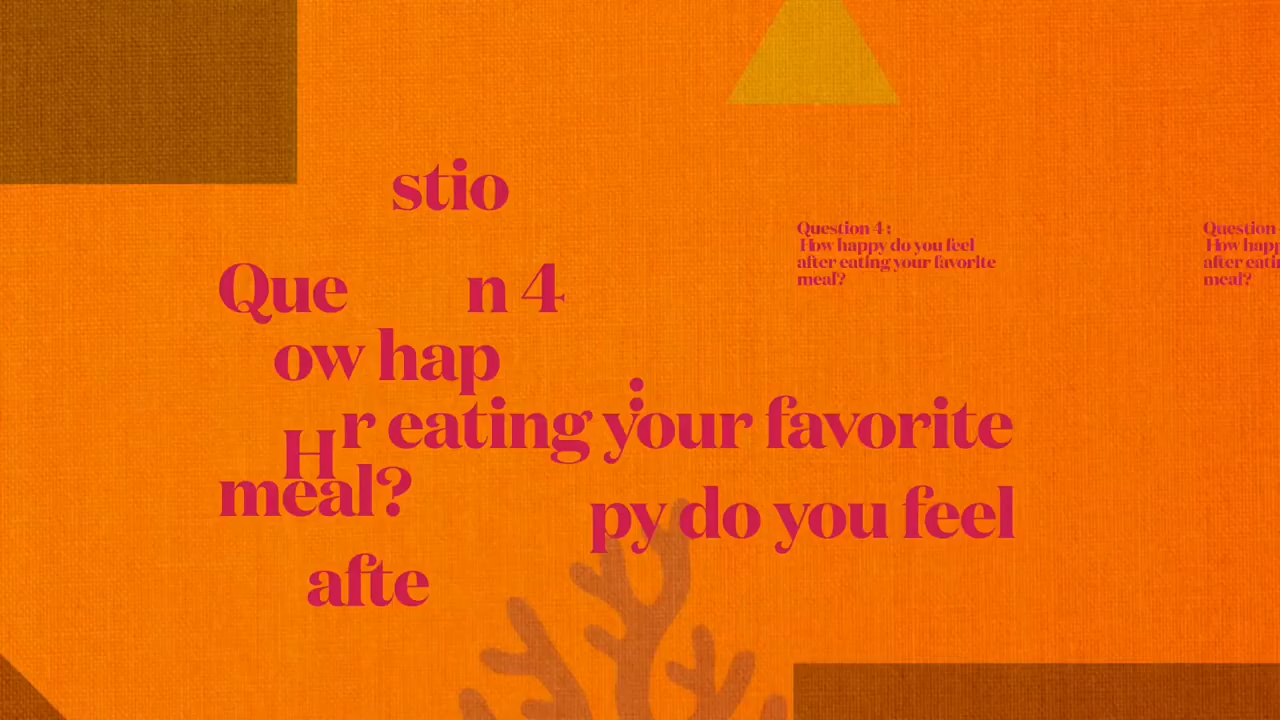 stio
Que n 4
ow hap
:
r eating your favorite
H
meal?
py do you feel
afte
Question 4 :
How happy do you feel
after eating your favorite
meal?
Question
How happ
after eati
meal?